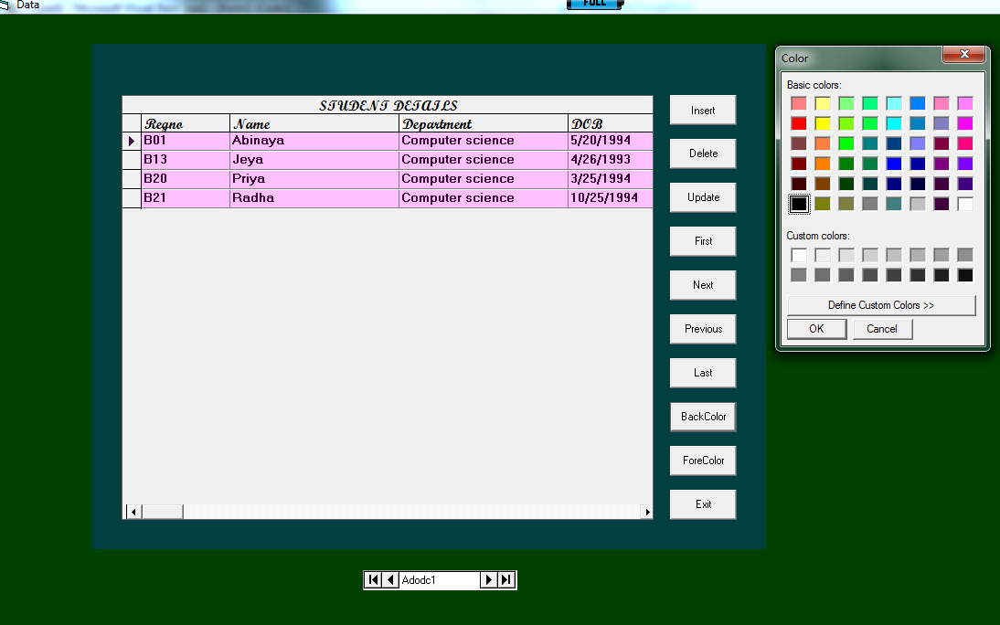 Data
FULL
STUDENT DETAILS
Regno Name Department DOB
B01 Abinaya Computer science 5/20/1994
B13 Jeya Computer science 4/26/1993
B20 Priya Computer science 3/25/1994
B21 Radha Computer science 10/25/1994
Insert
Delete
Update
First
Next
Previous
Last
BackColor
ForeColor
Exit
Adodc1
Color
Basic colors:
Custom colors:
Define Custom Colors >>
OK Cancel